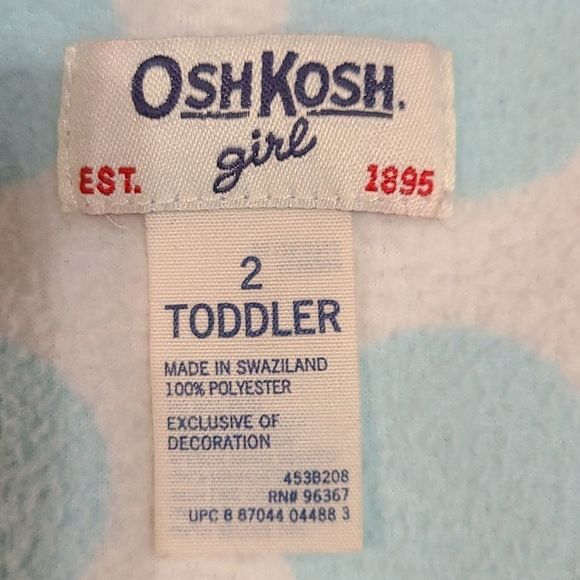 OSHKOSH.
girl
EST. 1895
2
TODDLER
MADE IN SWAZILAND
100% POLYESTER
EXCLUSIVE OF
DECORATION
453B208
RN# 96367
UPC 8 87044 04488 3